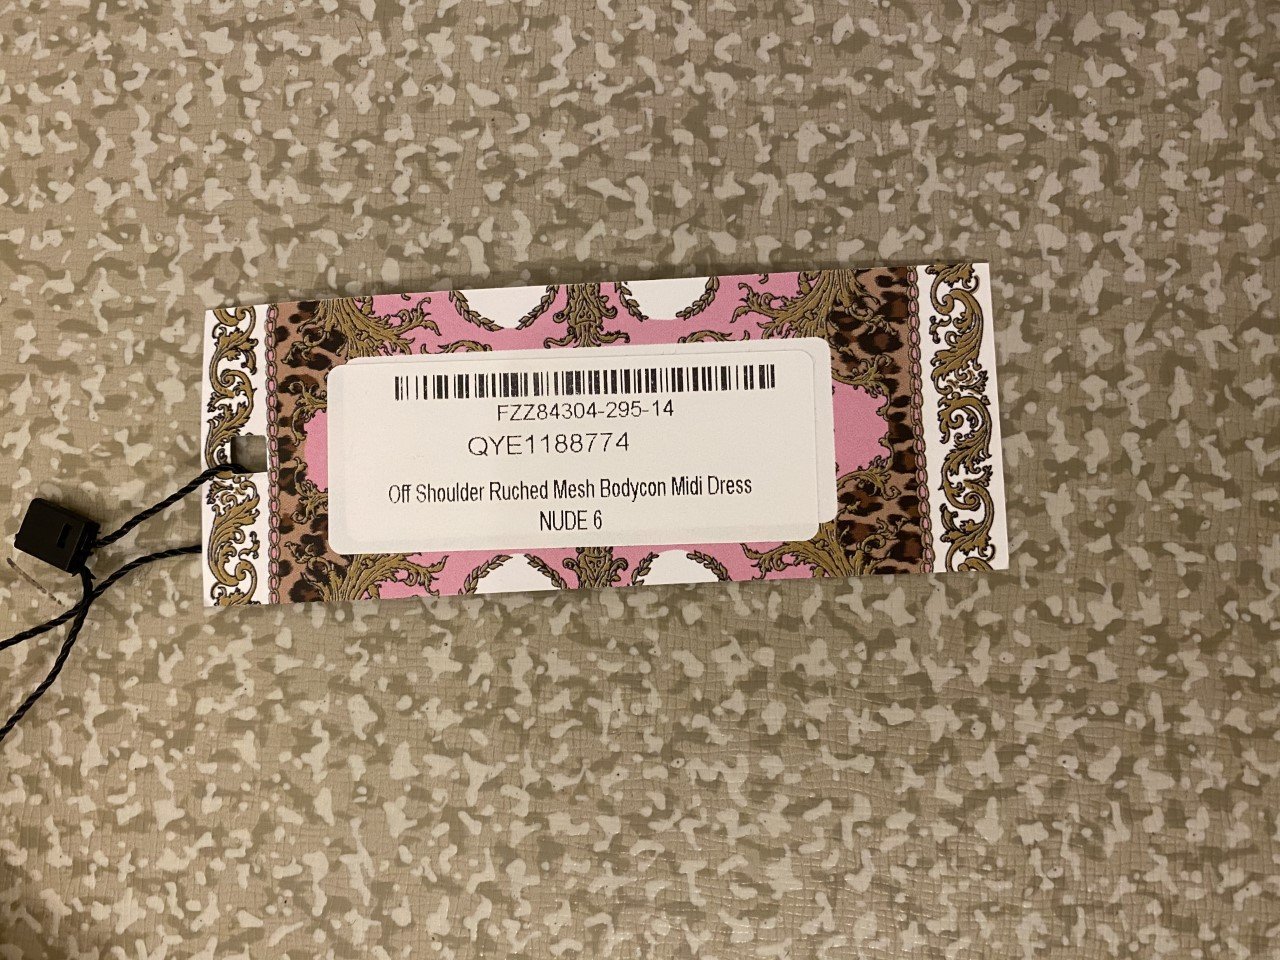 FZZ84304-295-14
QYE1188774
Off Shoulder Ruched Mesh Bodycon Midi Dress
NUDE 6